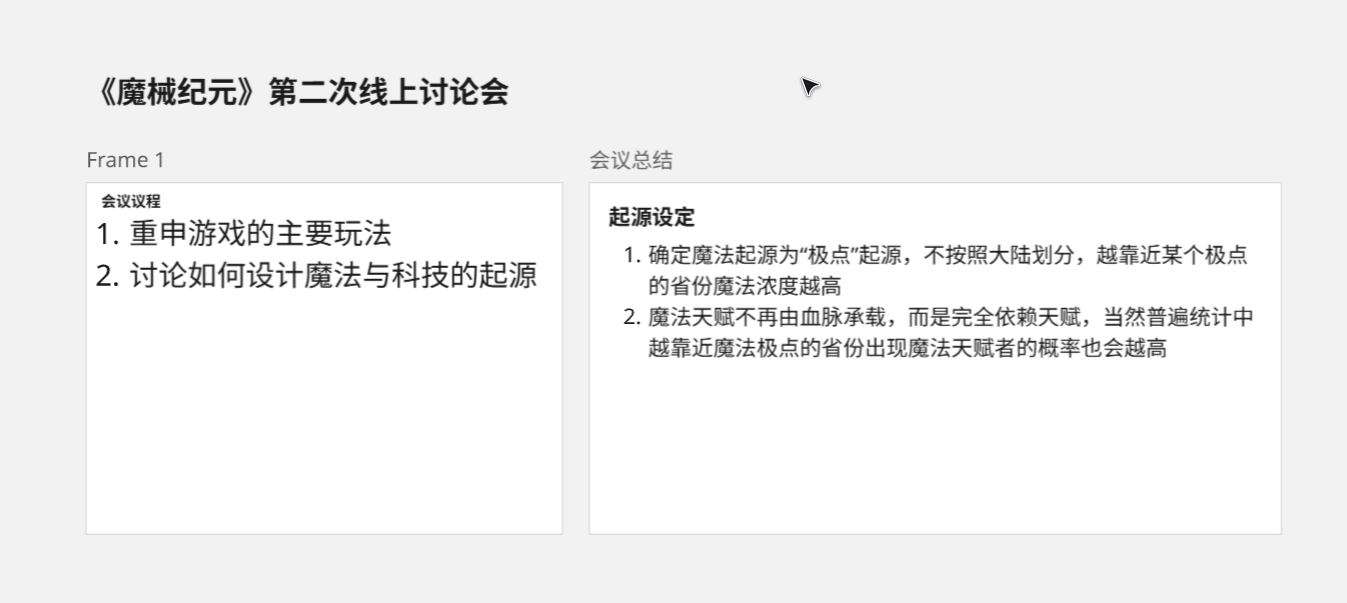 《魔械纪元》第二次线上讨论会
Frame 1
会议议程
1. 重申游戏的主要玩法
2. 讨论如何设计魔法与科技的起源
会议总结
起源设定
1. 确定魔法起源为“极点”起源，不按照大陆划分，越靠近某个极点
的省份魔法浓度越高
2. 魔法天赋不再由血脉承载，而是完全依赖天赋，当然普遍统计中
越靠近魔法极点的省份出现魔法天赋者的概率也会越高